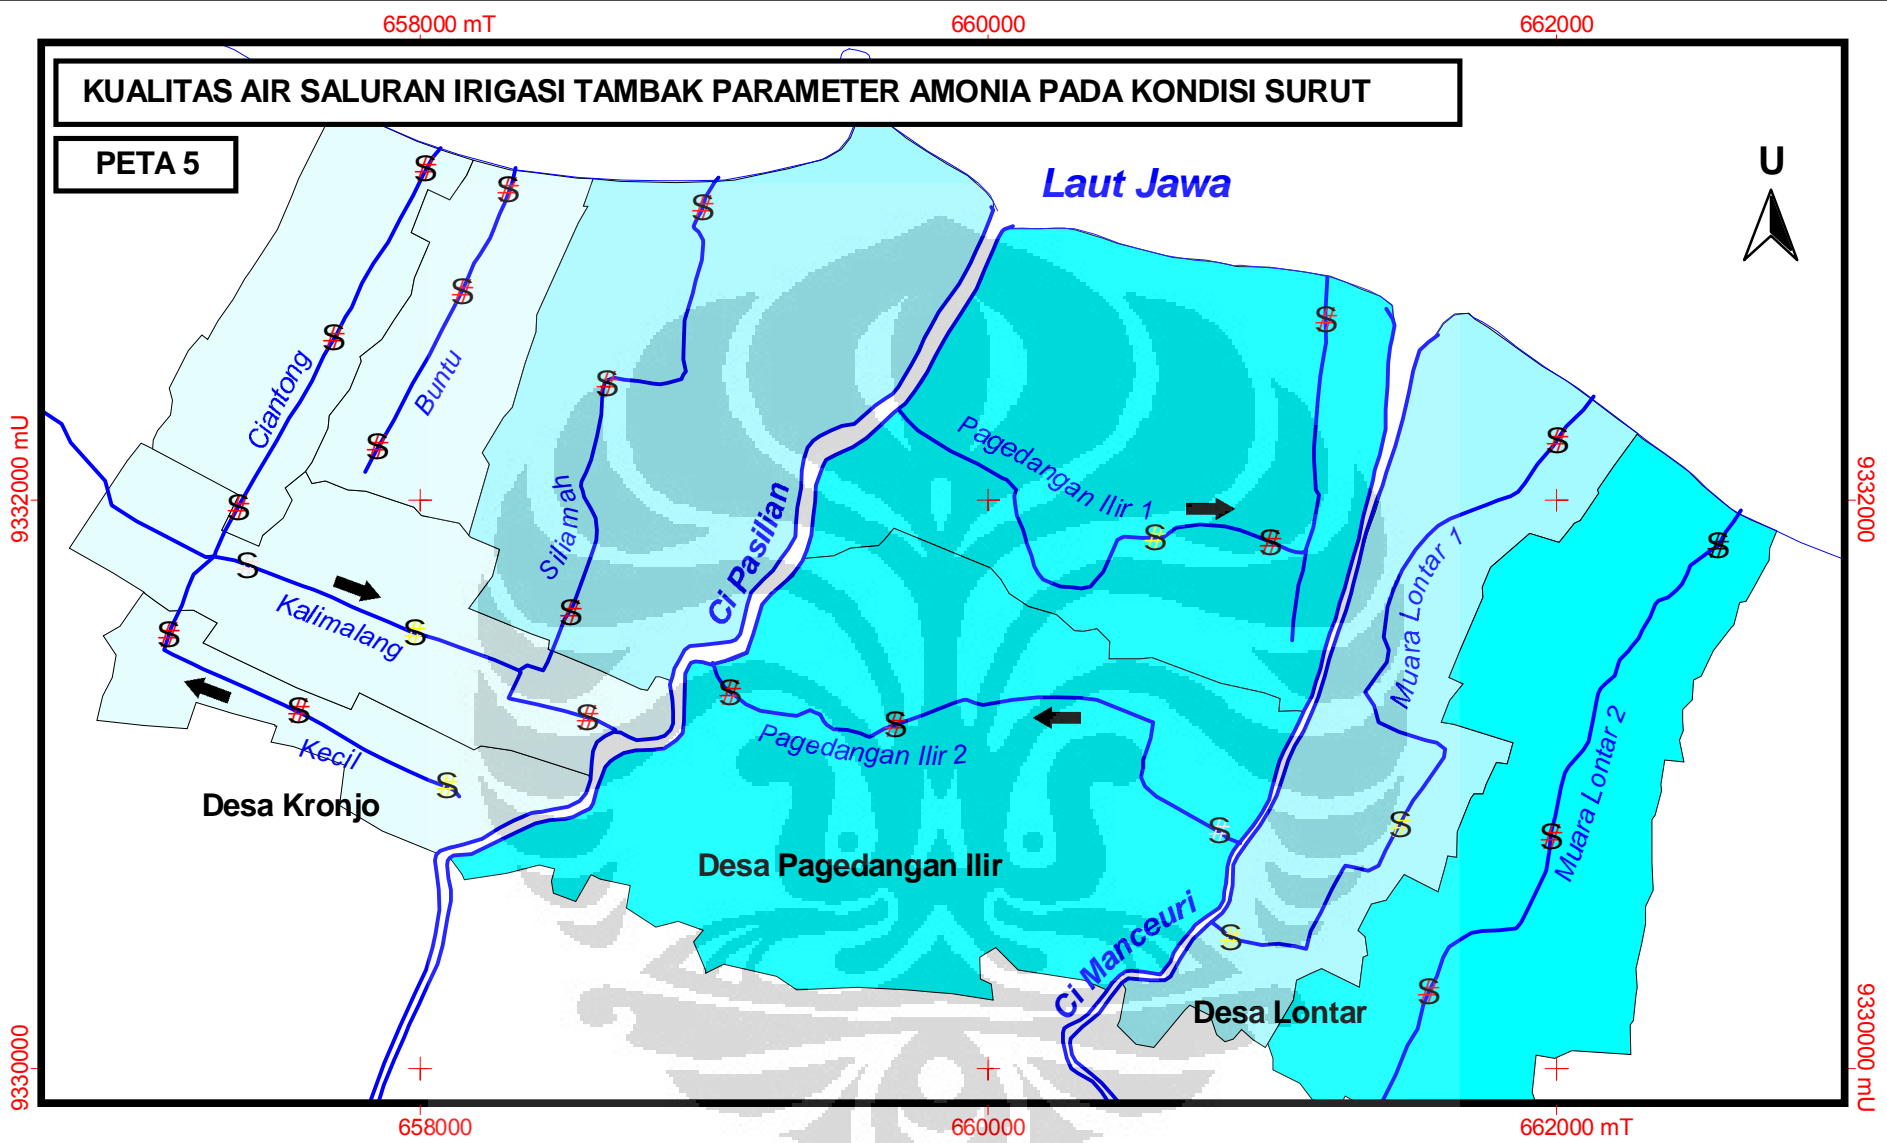 658000 mT
660000
662000
KUALITAS AIR SALURAN IRIGASI TAMBAK PARAMETER AMONIA PADA KONDISI SURUT
PETA 5
U
Laut Jawa
Ciantong
Buntu
Siliamah
Ci Pasilian
Pagedangan Ilir 1
9332000 mU
9332000
Kalimalang
Muara Lontar 1
Kecil
Pagedangan Ilir 2
Muara Lontar 2
Desa Kronjo
Desa Pagedangan Ilir
Ci Manceuri
Desa Lontar
9330000
9330000 mU
658000
660000
662000 mT